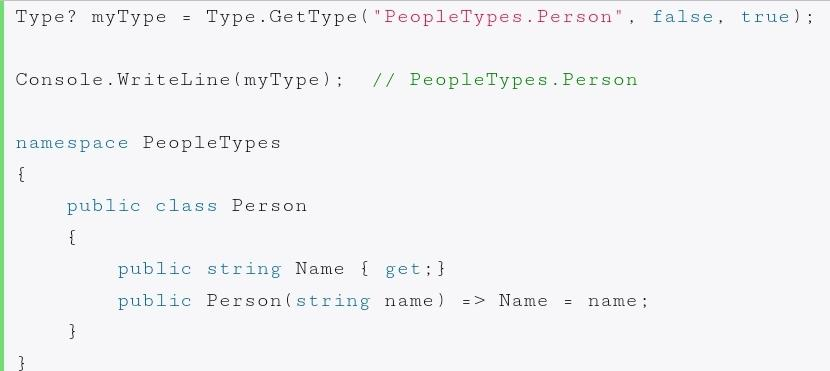 Type? myType = Type.GetType("PeopleTypes.Person", false, true);
Console.WriteLine(myType);  // PeopleTypes.Person
namespace PeopleTypes
{
    public class Person
    {
        public string Name { get;}
        public Person(string name) => Name = name;
    }
}